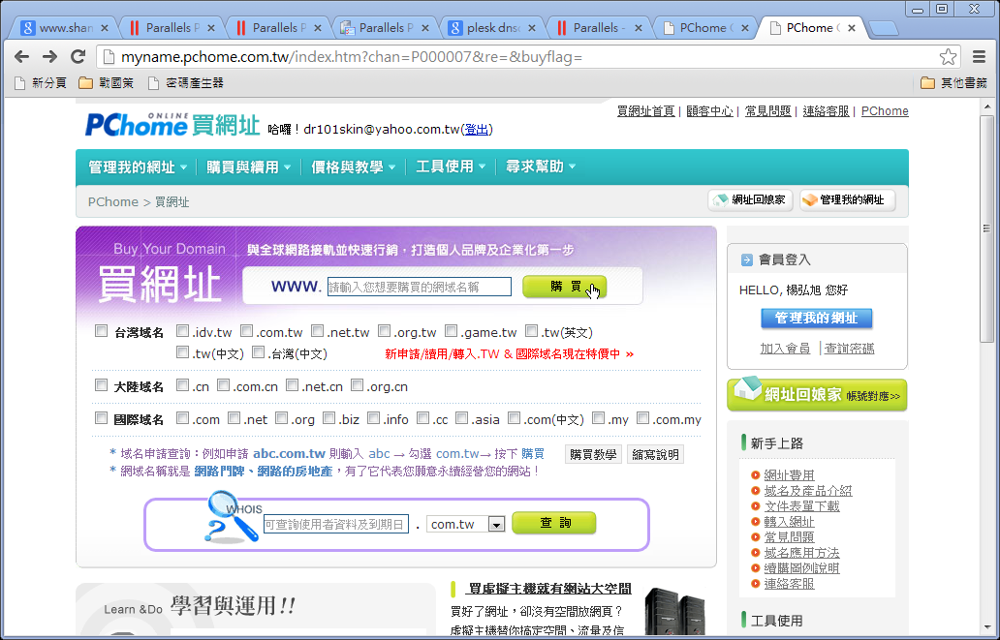 www.shan
Parallels P
Parallels P
Parallels P
plesk dnsc
Parallels -
PChome
PChome
myname.pchome.com.tw/index.htm?chan=P000007&re=&buyflag=
新分頁 戰國策 密碼產生器 其他書籤
買網址首頁 | 顧客中心 | 常見問題 | 連絡客服 | PChome
PChome ONLINE 買網址 哈囉！dr101skin@yahoo.com.tw(登出)
管理我的網址 購買與續用 價格與教學 工具使用 尋求幫助
PChome > 買網址 網址回娘家 管理我的網址
Buy Your Domain 與全球網路接軌並快速行銷，打造個人品牌及企業化第一步
買網址 WWW. 請輸入您想要購買的網域名稱 購 買
台灣域名 .idv.tw .com.tw .net.tw .org.tw .game.tw .tw(英文)
.tw(中文) .台灣(中文) 新申請/續用/轉入.TW & 國際域名現在特價中 »
大陸域名 .cn .com.cn .net.cn .org.cn
國際域名 .com .net .org .biz .info .cc .asia .com(中文) .my .com.my
* 域名申請查詢：例如申請 abc.com.tw 則輸入 abc → 勾選 com.tw→ 按下 購買 購買教學 縮寫說明
* 網域名稱就是 網路門牌、網路的房地產，有了它代表您願意永續經營您的網站！
WHOIS
可查詢使用者資料及到期日 . com.tw 查 詢
會員登入
HELLO, 楊弘旭 您好
管理我的網址
加入會員 | 查詢密碼
網址回娘家 帳號對應>>
新手上路
網址費用
域名及產品介紹
文件表單下載
轉入網址
常見問題
域名應用方法
續購圖例說明
連絡客服
工具使用
Learn &Do 學習與運用!!
買虛擬主機就有網站大空間
買好了網址，卻沒有空間放網頁？
虛擬主機替你搞定空間、流量及信